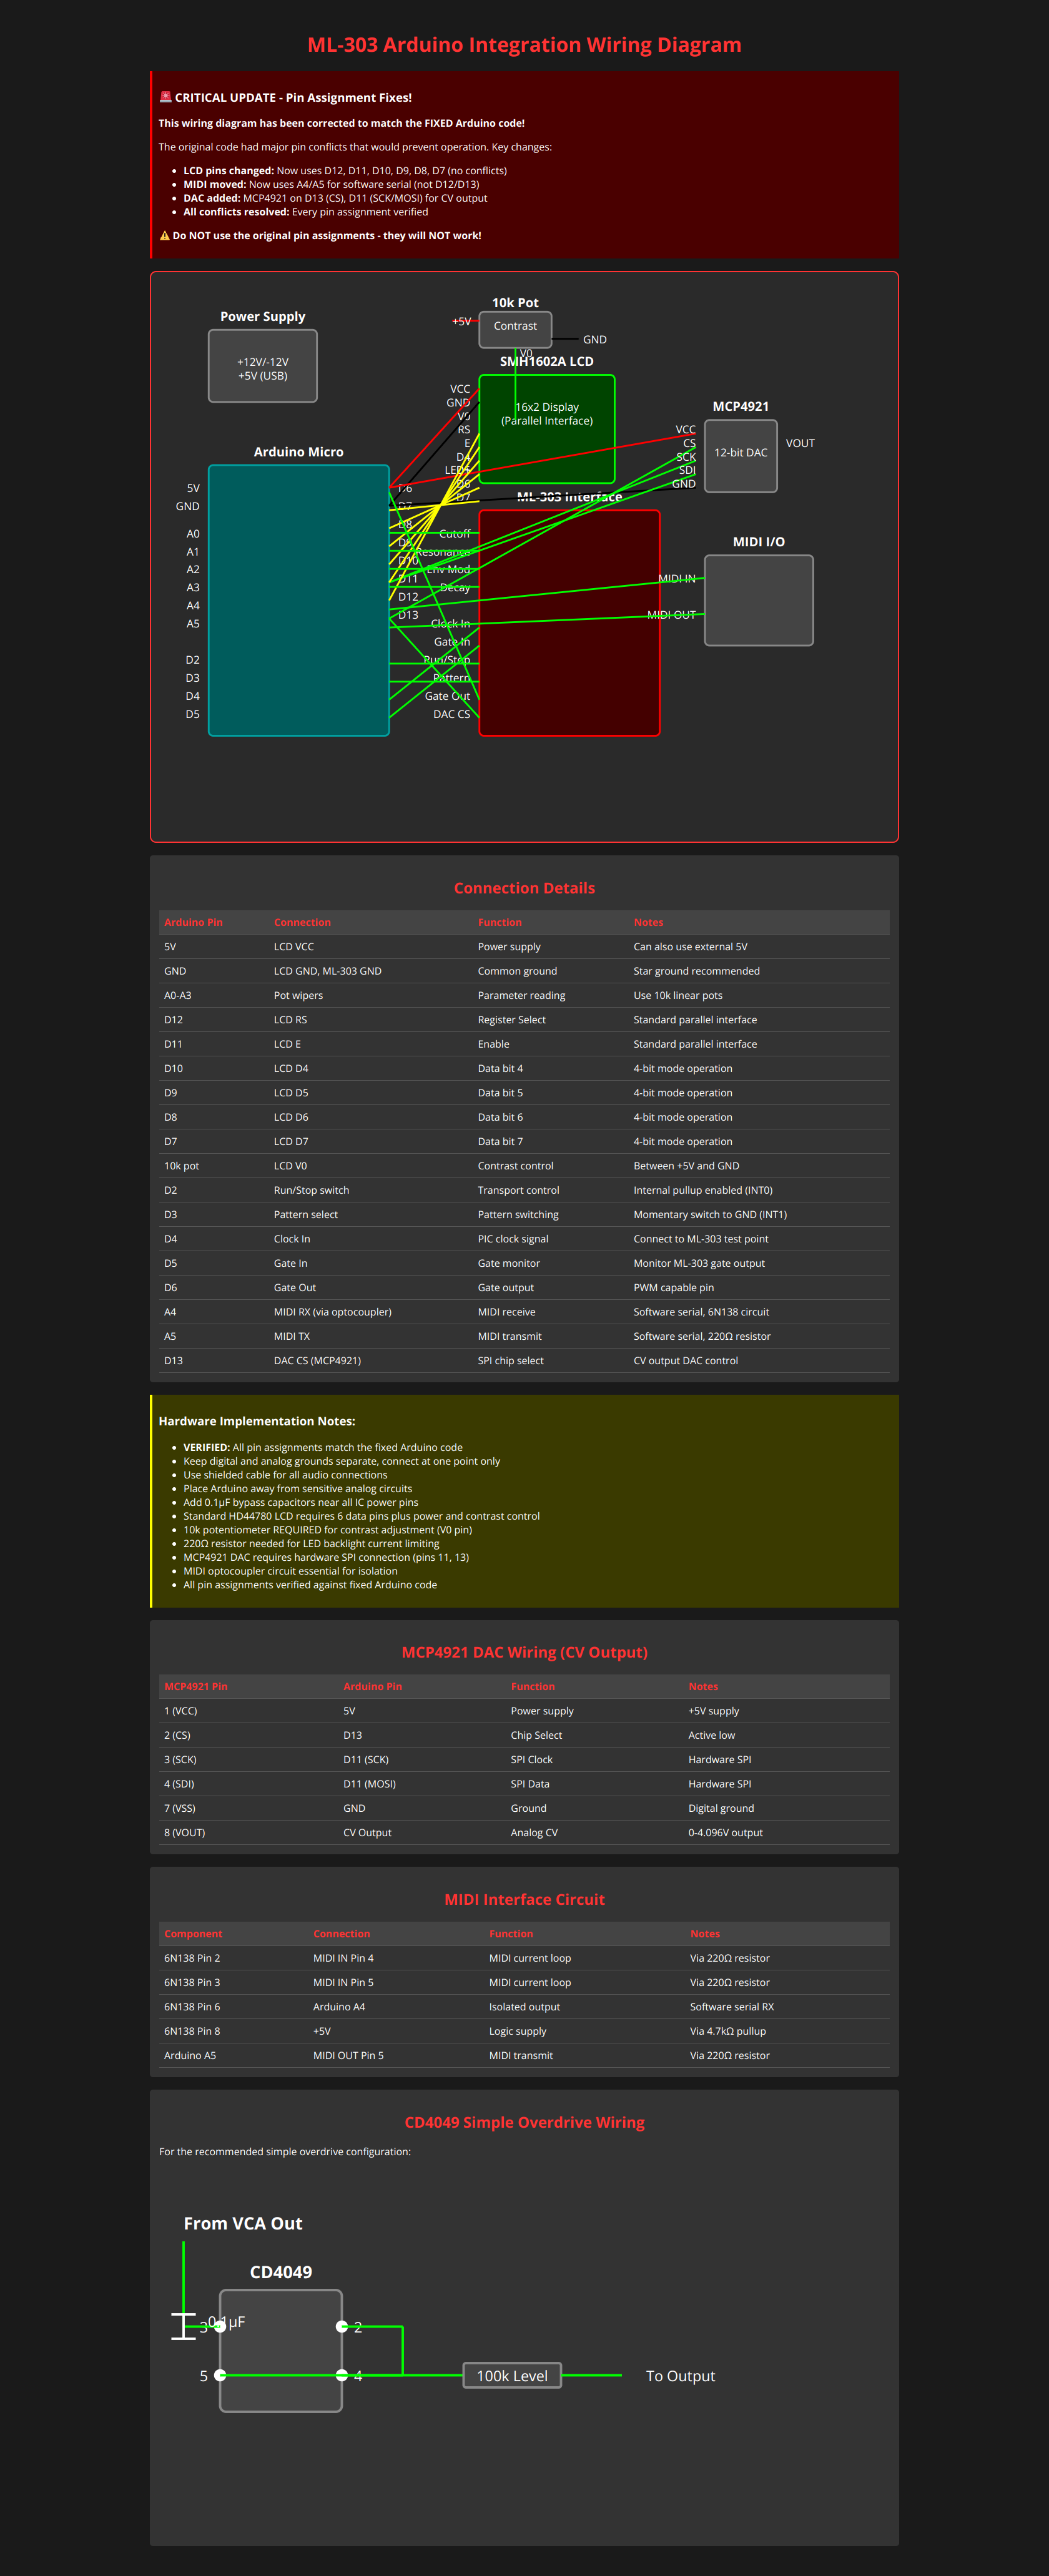 ML-303 Arduino Integration Wiring Diagram
🚨 CRITICAL UPDATE - Pin Assignment Fixes!
This wiring diagram has been corrected to match the FIXED Arduino code!
The original code had major pin conflicts that would prevent operation. Key changes:
• LCD pins changed: Now uses D12, D11, D10, D9, D8, D7 (no conflicts)
• MIDI moved: Now uses A4/A5 for software serial (not D12/D13)
• DAC added: MCP4921 on D13 (CS), D11 (SCK/MOSI) for CV output
• All conflicts resolved: Every pin assignment verified
⚠️ Do NOT use the original pin assignments - they will NOT work!
Power Supply
+12V/-12V
+5V (USB)
10k Pot
+5V
Contrast
GND
V0
SMH1602A LCD
16x2 Display
(Parallel Interface)
VCC
GND
V0
RS
E
D4
LED+
D6
D7
MCP4921
12-bit DAC
VCC
CS
SCK
SDI
GND
VOUT
Arduino Micro
5V
GND
A0
A1
A2
A3
A4
A5
D2
D3
D4
D5
D6
D7
D8
D9
D10
D11
D12
D13
ML-303 Interface
Cutoff
Resonance
Env Mod
Decay
Clock In
Gate In
Run/Stop
Pattern
Gate Out
DAC CS
MIDI I/O
MIDI IN
MIDI OUT
Connection Details
Arduino Pin Connection Function Notes
5V LCD VCC Power supply Can also use external 5V
GND LCD GND, ML-303 GND Common ground Star ground recommended
A0-A3 Pot wipers Parameter reading Use 10k linear pots
D12 LCD RS Register Select Standard parallel interface
D11 LCD E Enable Standard parallel interface
D10 LCD D4 Data bit 4 4-bit mode operation
D9 LCD D5 Data bit 5 4-bit mode operation
D8 LCD D6 Data bit 6 4-bit mode operation
D7 LCD D7 Data bit 7 4-bit mode operation
10k pot LCD V0 Contrast control Between +5V and GND
D2 Run/Stop switch Transport control Internal pullup enabled (INT0)
D3 Pattern select Pattern switching Momentary switch to GND (INT1)
D4 Clock In PIC clock signal Connect to ML-303 test point
D5 Gate In Gate monitor Monitor ML-303 gate output
D6 Gate Out Gate output PWM capable pin
A4 MIDI RX (via optocoupler) MIDI receive Software serial, 6N138 circuit
A5 MIDI TX MIDI transmit Software serial, 220Ω resistor
D13 DAC CS (MCP4921) SPI chip select CV output DAC control
Hardware Implementation Notes:
• VERIFIED: All pin assignments match the fixed Arduino code
• Keep digital and analog grounds separate, connect at one point only
• Use shielded cable for all audio connections
• Place Arduino away from sensitive analog circuits
• Add 0.1µF bypass capacitors near all IC power pins
• Standard HD44780 LCD requires 6 data pins plus power and contrast control
• 10k potentiometer REQUIRED for contrast adjustment (V0 pin)
• 220Ω resistor needed for LED backlight current limiting
• MCP4921 DAC requires hardware SPI connection (pins 11, 13)
• MIDI optocoupler circuit essential for isolation
• All pin assignments verified against fixed Arduino code
MCP4921 DAC Wiring (CV Output)
MCP4921 Pin Arduino Pin Function Notes
1 (VCC) 5V Power supply +5V supply
2 (CS) D13 Chip Select Active low
3 (SCK) D11 (SCK) SPI Clock Hardware SPI
4 (SDI) D11 (MOSI) SPI Data Hardware SPI
7 (VSS) GND Ground Digital ground
8 (VOUT) CV Output Analog CV 0-4.096V output
MIDI Interface Circuit
Component Connection Function Notes
6N138 Pin 2 MIDI IN Pin 4 MIDI current loop Via 220Ω resistor
6N138 Pin 3 MIDI IN Pin 5 MIDI current loop Via 220Ω resistor
6N138 Pin 6 Arduino A4 Isolated output Software serial RX
6N138 Pin 8 +5V Logic supply Via 4.7kΩ pullup
Arduino A5 MIDI OUT Pin 5 MIDI transmit Via 220Ω resistor
CD4049 Simple Overdrive Wiring
For the recommended simple overdrive configuration:
From VCA Out
CD4049
0.1µF
3
2
5
4
100k Level
To Output